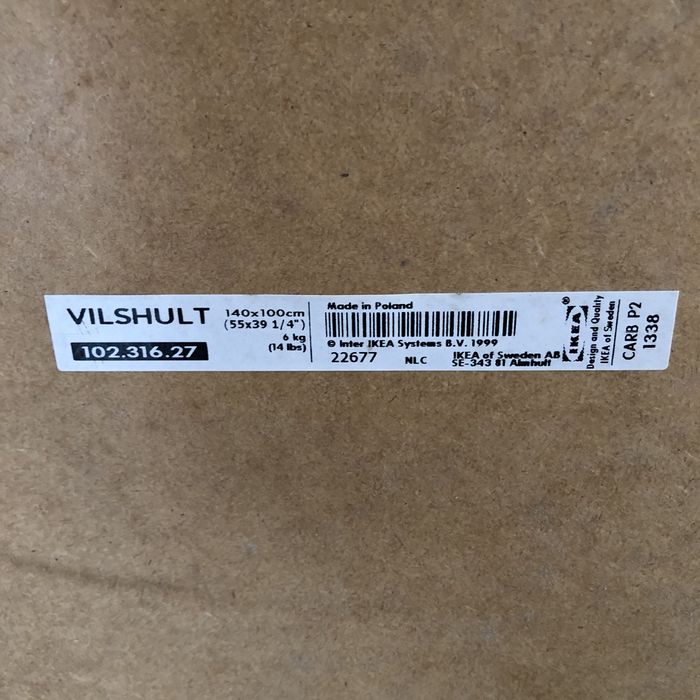 VILSHULT
102.316.27
140x100cm
(55x39 1/4")
6 kg
(14 lbs)
Made in Poland
© Inter IKEA Systems B.V. 1999
22677 NLC
IKEA of Sweden AB
SE-343 81 Älmhult
IKEA®
Design and Quality
IKEA of Sweden
CARB P2
1338